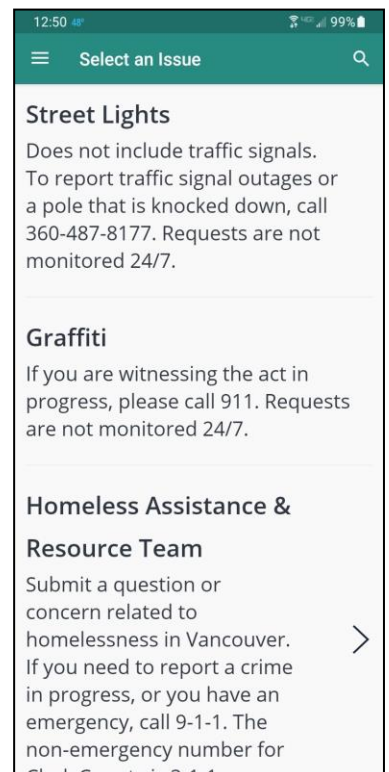 12:50 48° 99%
Select an Issue
Street Lights
Does not include traffic signals.
To report traffic signal outages or
a pole that is knocked down, call
360-487-8177. Requests are not
monitored 24/7.
Graffiti
If you are witnessing the act in
progress, please call 911. Requests
are not monitored 24/7.
Homeless Assistance &
Resource Team
Submit a question or
concern related to
homelessness in Vancouver.
If you need to report a crime
in progress, or you have an
emergency, call 9-1-1. The
non-emergency number for